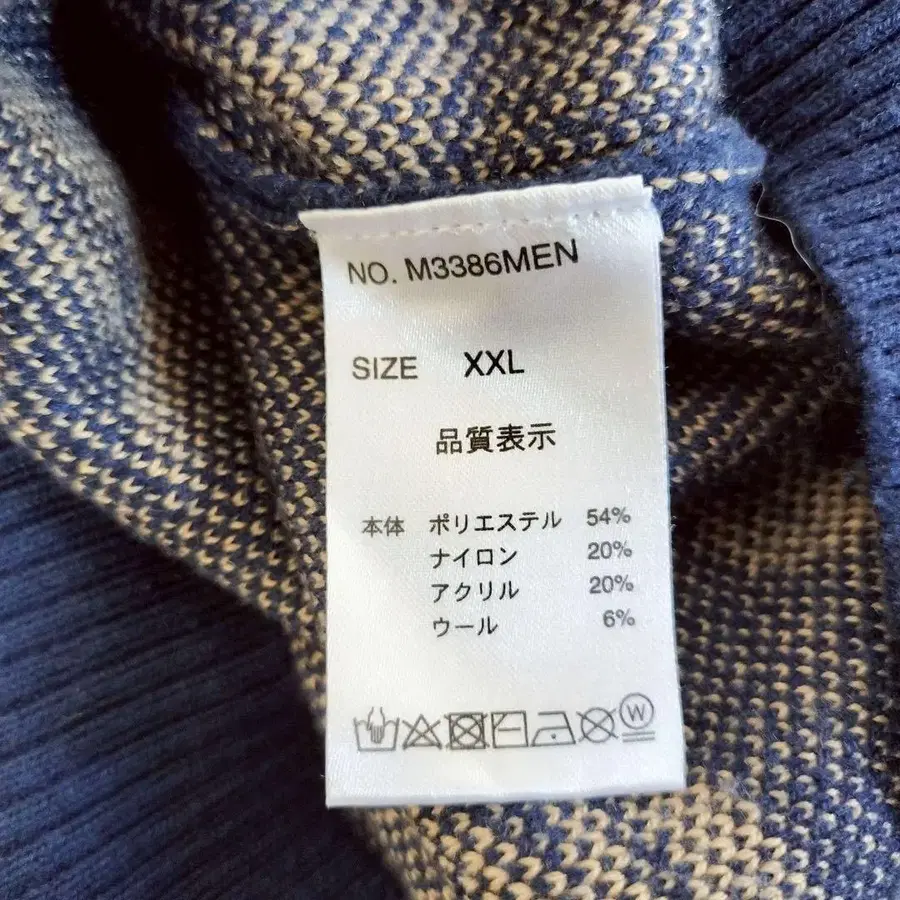 NO. M3386MEN
SIZE XXL
品質表示
本体 ポリエステル 54%
ナイロン 20%
アクリル 20%
ウール 6%
W